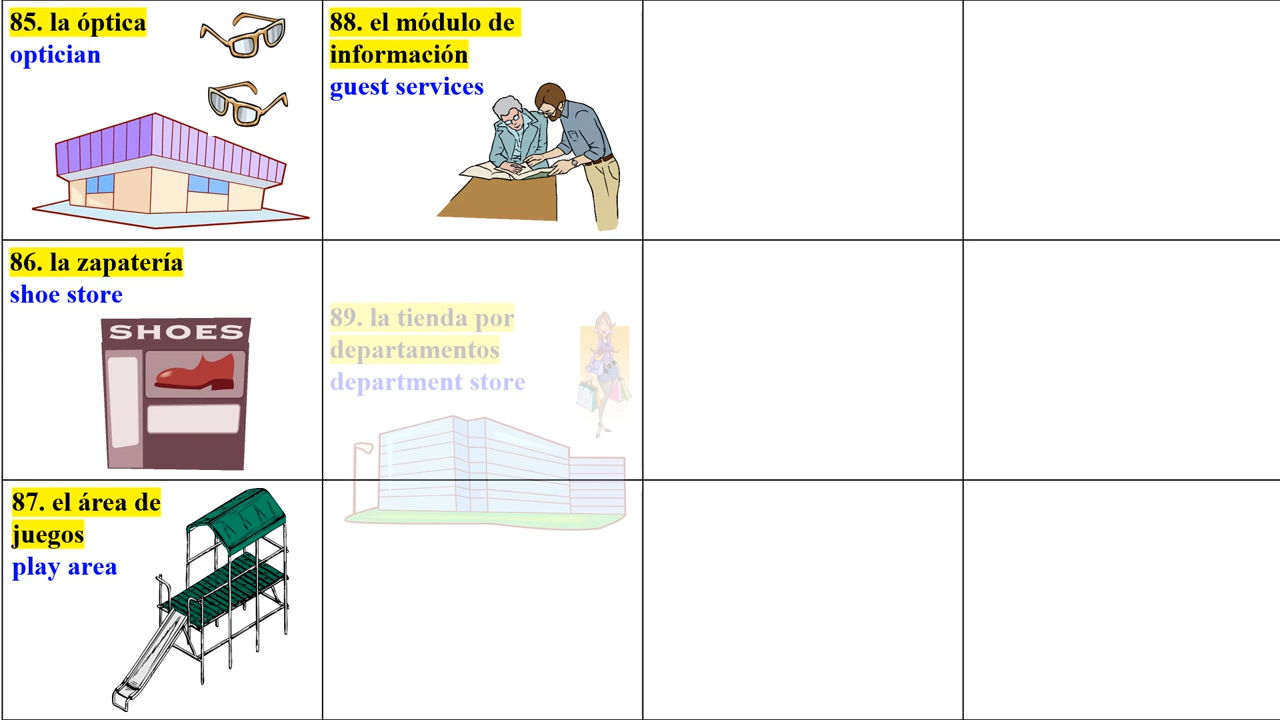 85. la óptica
optician
86. la zapatería
shoe store
SHOES
87. el área de
juegos
play area
88. el módulo de
información
guest services
89. la tienda por
departamentos
department store